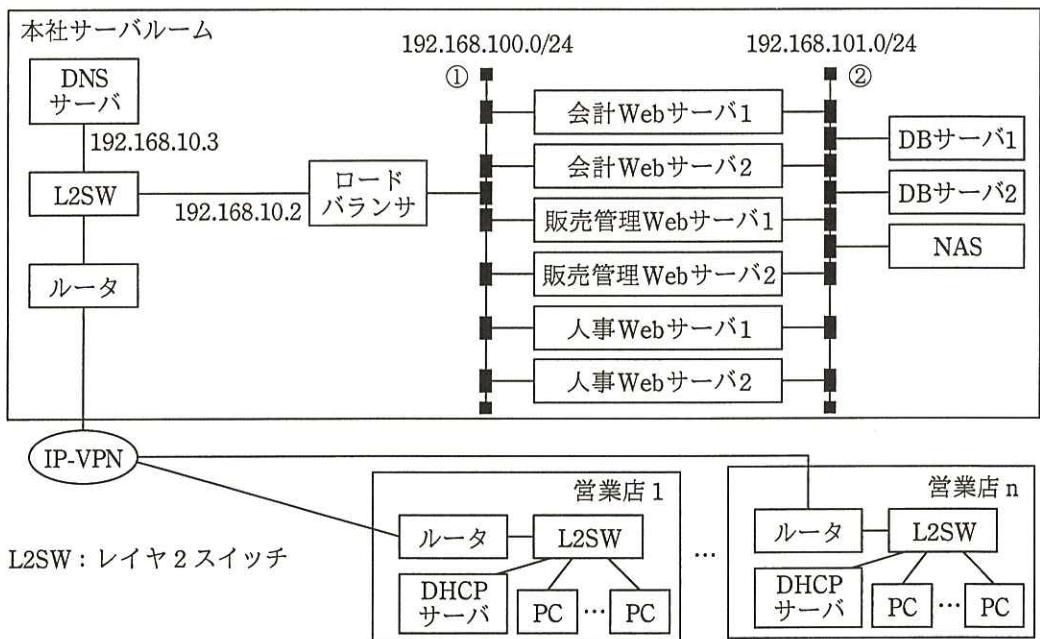 本社サーバルーム
192.168.100.0/24
192.168.101.0/24
①
②
DNS
サーバ
192.168.10.3
L2SW
192.168.10.2
ロード
バランサ
ルータ
会計Webサーバ1
会計Webサーバ2
販売管理Webサーバ1
販売管理Webサーバ2
人事Webサーバ1
人事Webサーバ2
DBサーバ1
DBサーバ2
NAS
IP-VPN
L2SW：レイヤ2スイッチ
営業店1
ルータ
L2SW
DHCP
サーバ
PC
…
PC
…
営業店n
ルータ
L2SW
DHCP
サーバ
PC
…
PC